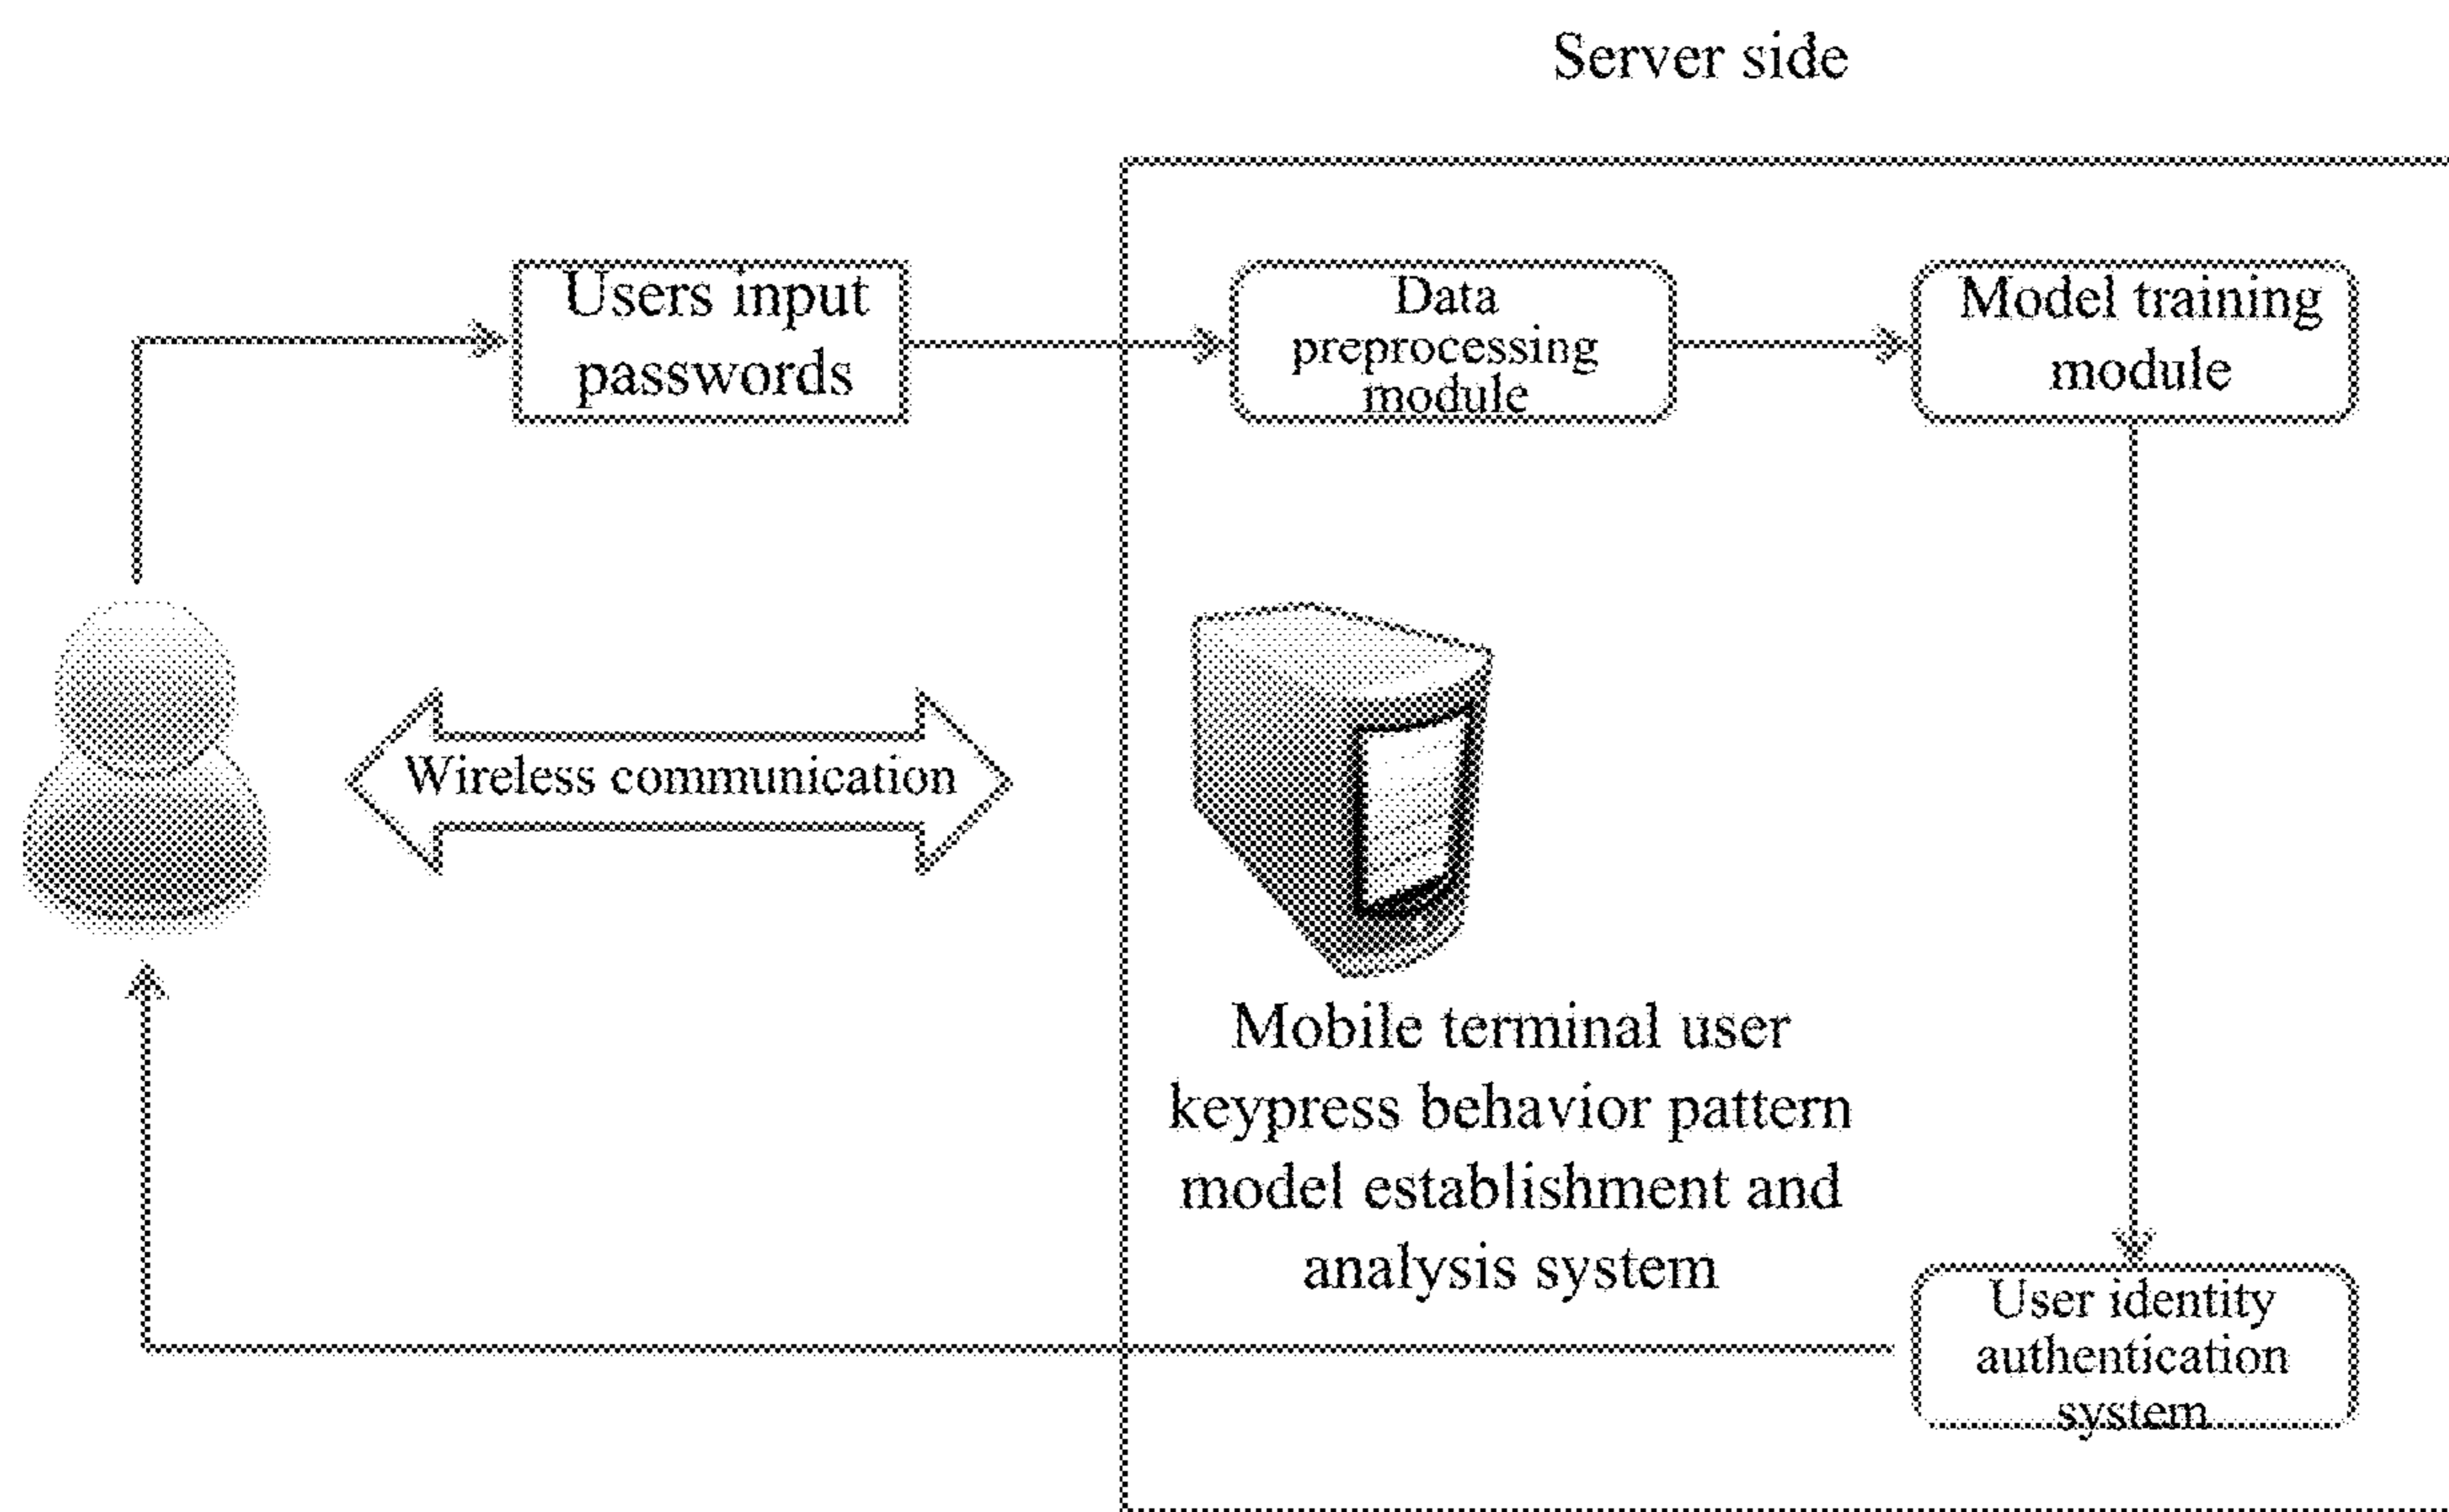 Server side
Users input
passwords
Data
preprocessing
module
Model training
module
Wireless communication
Mobile terminal user
keypress behavior pattern
model establishment and
analysis system
User identity
authentication
system